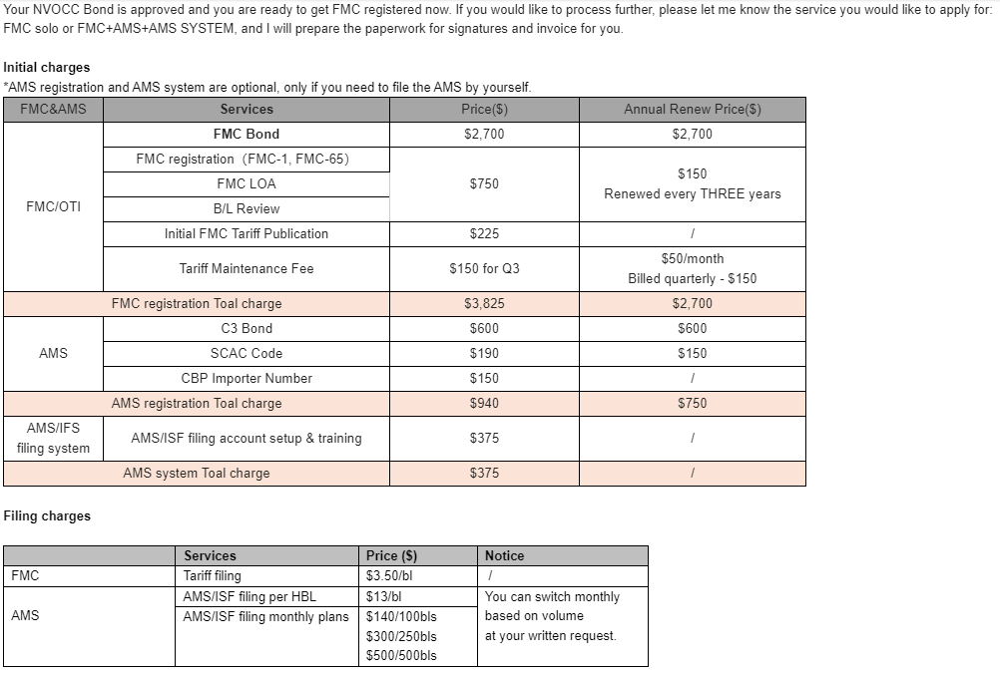 Your NVOCC Bond is approved and you are ready to get FMC registered now. If you would like to process further, please let me know the service you would like to apply for:
FMC solo or FMC+AMS+AMS SYSTEM, and I will prepare the paperwork for signatures and invoice for you.
Initial charges
*AMS registration and AMS system are optional, only if you need to file the AMS by yourself.
FMC&AMS Services Price($) Annual Renew Price($)
FMC Bond $2,700 $2,700
FMC registration (FMC-1, FMC-65)
FMC LOA
B/L Review
$750
$150
Renewed every THREE years
FMC/OTI
Initial FMC Tariff Publication $225 /
Tariff Maintenance Fee $150 for Q3
$50/month
Billed quarterly - $150
FMC registration Toal charge $3,825 $2,700
C3 Bond $600 $600
AMS SCAC Code $190 $150
CBP Importer Number $150 /
AMS registration Toal charge $940 $750
AMS/IFS
filing system
AMS/ISF filing account setup & training $375 /
AMS system Toal charge $375 /
Filing charges
Services Price ($) Notice
FMC Tariff filing $3.50/bl /
AMS
AMS/ISF filing per HBL $13/bl
AMS/ISF filing monthly plans $140/100bls
$300/250bls
$500/500bls
You can switch monthly
based on volume
at your written request.